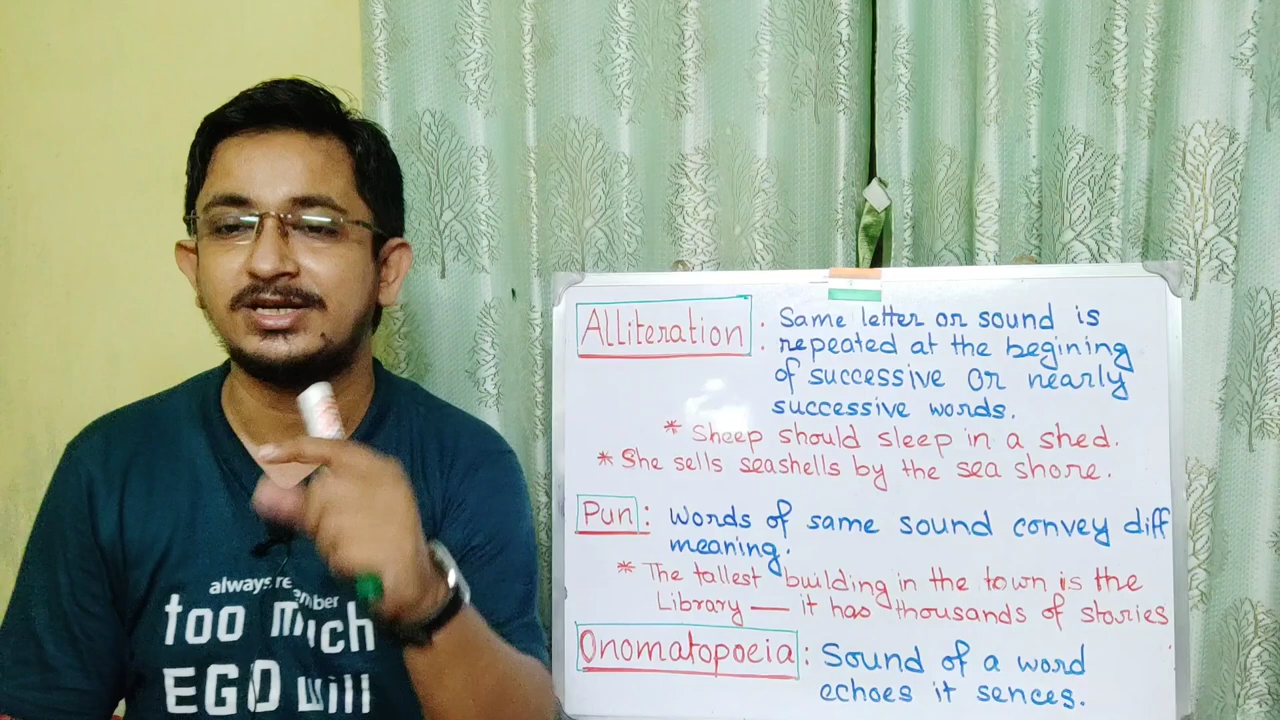 Alliteration : Same letter or sound is
repeated at the begining
of successive or nearly
successive words.
* Sheep should sleep in a shed.
* She sells seashells by the sea shore.
Pun : Words of same sound convey diff
meaning.
* The tallest building in the town is the
Library — it has thousands of stories
Onomatopoeia : Sound of a word
echoes it sences.
always remember
too much
EGO will